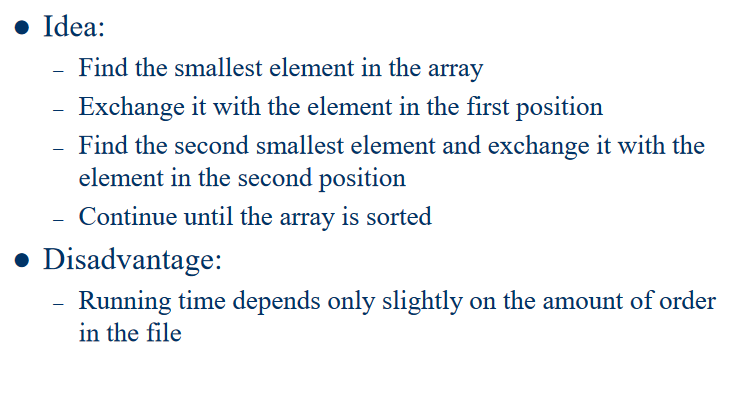 ● Idea:
– Find the smallest element in the array
– Exchange it with the element in the first position
– Find the second smallest element and exchange it with the
element in the second position
– Continue until the array is sorted
● Disadvantage:
– Running time depends only slightly on the amount of order
in the file